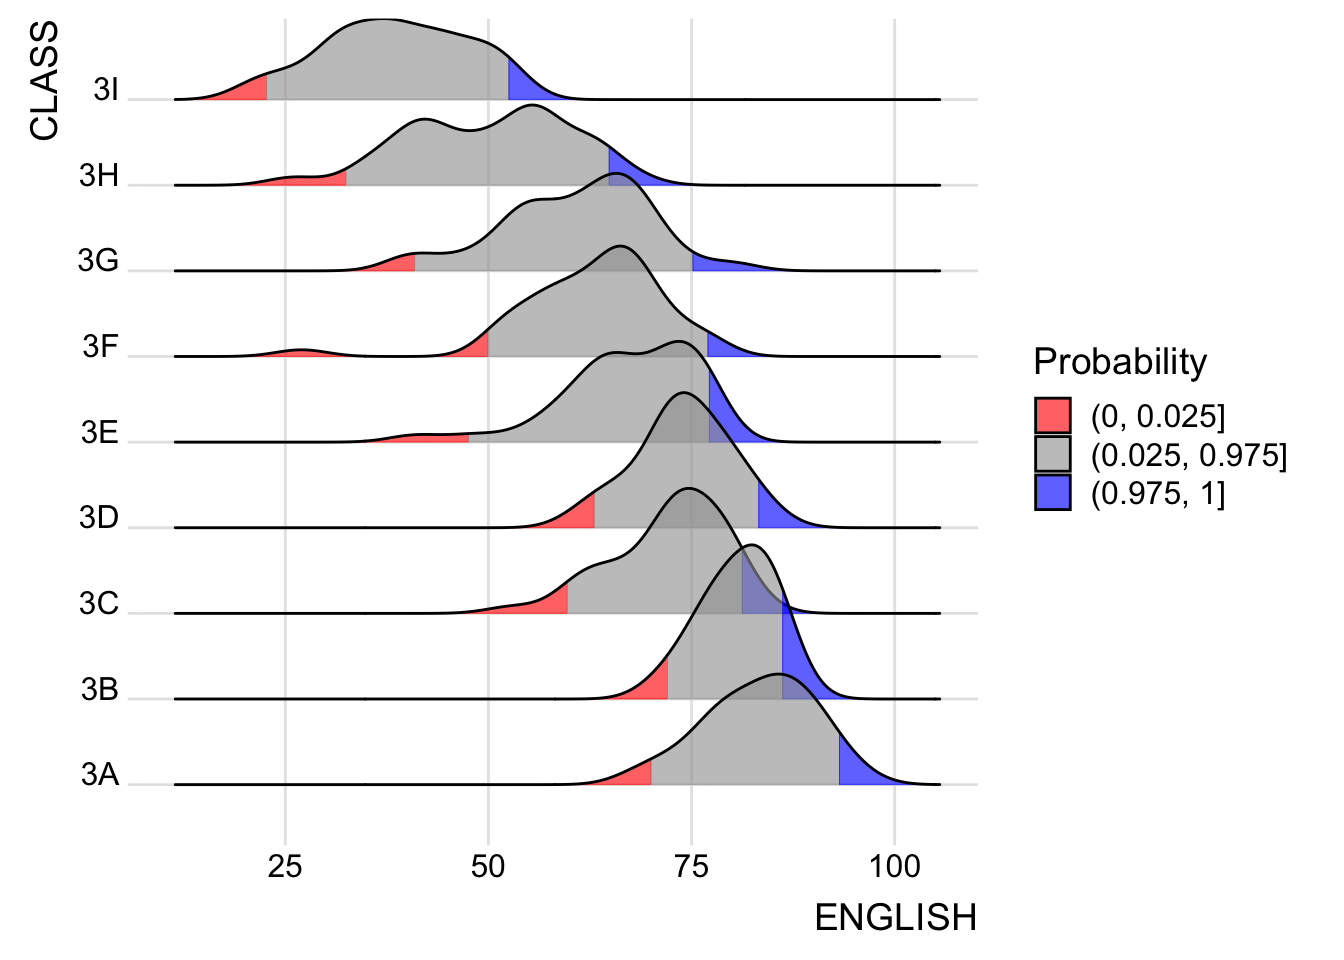 CLASS
3I
3H
3G
3F
3E
3D
3C
3B
3A
25 50 75 100
ENGLISH
Probability
(0, 0.025]
(0.025, 0.975]
(0.975, 1]